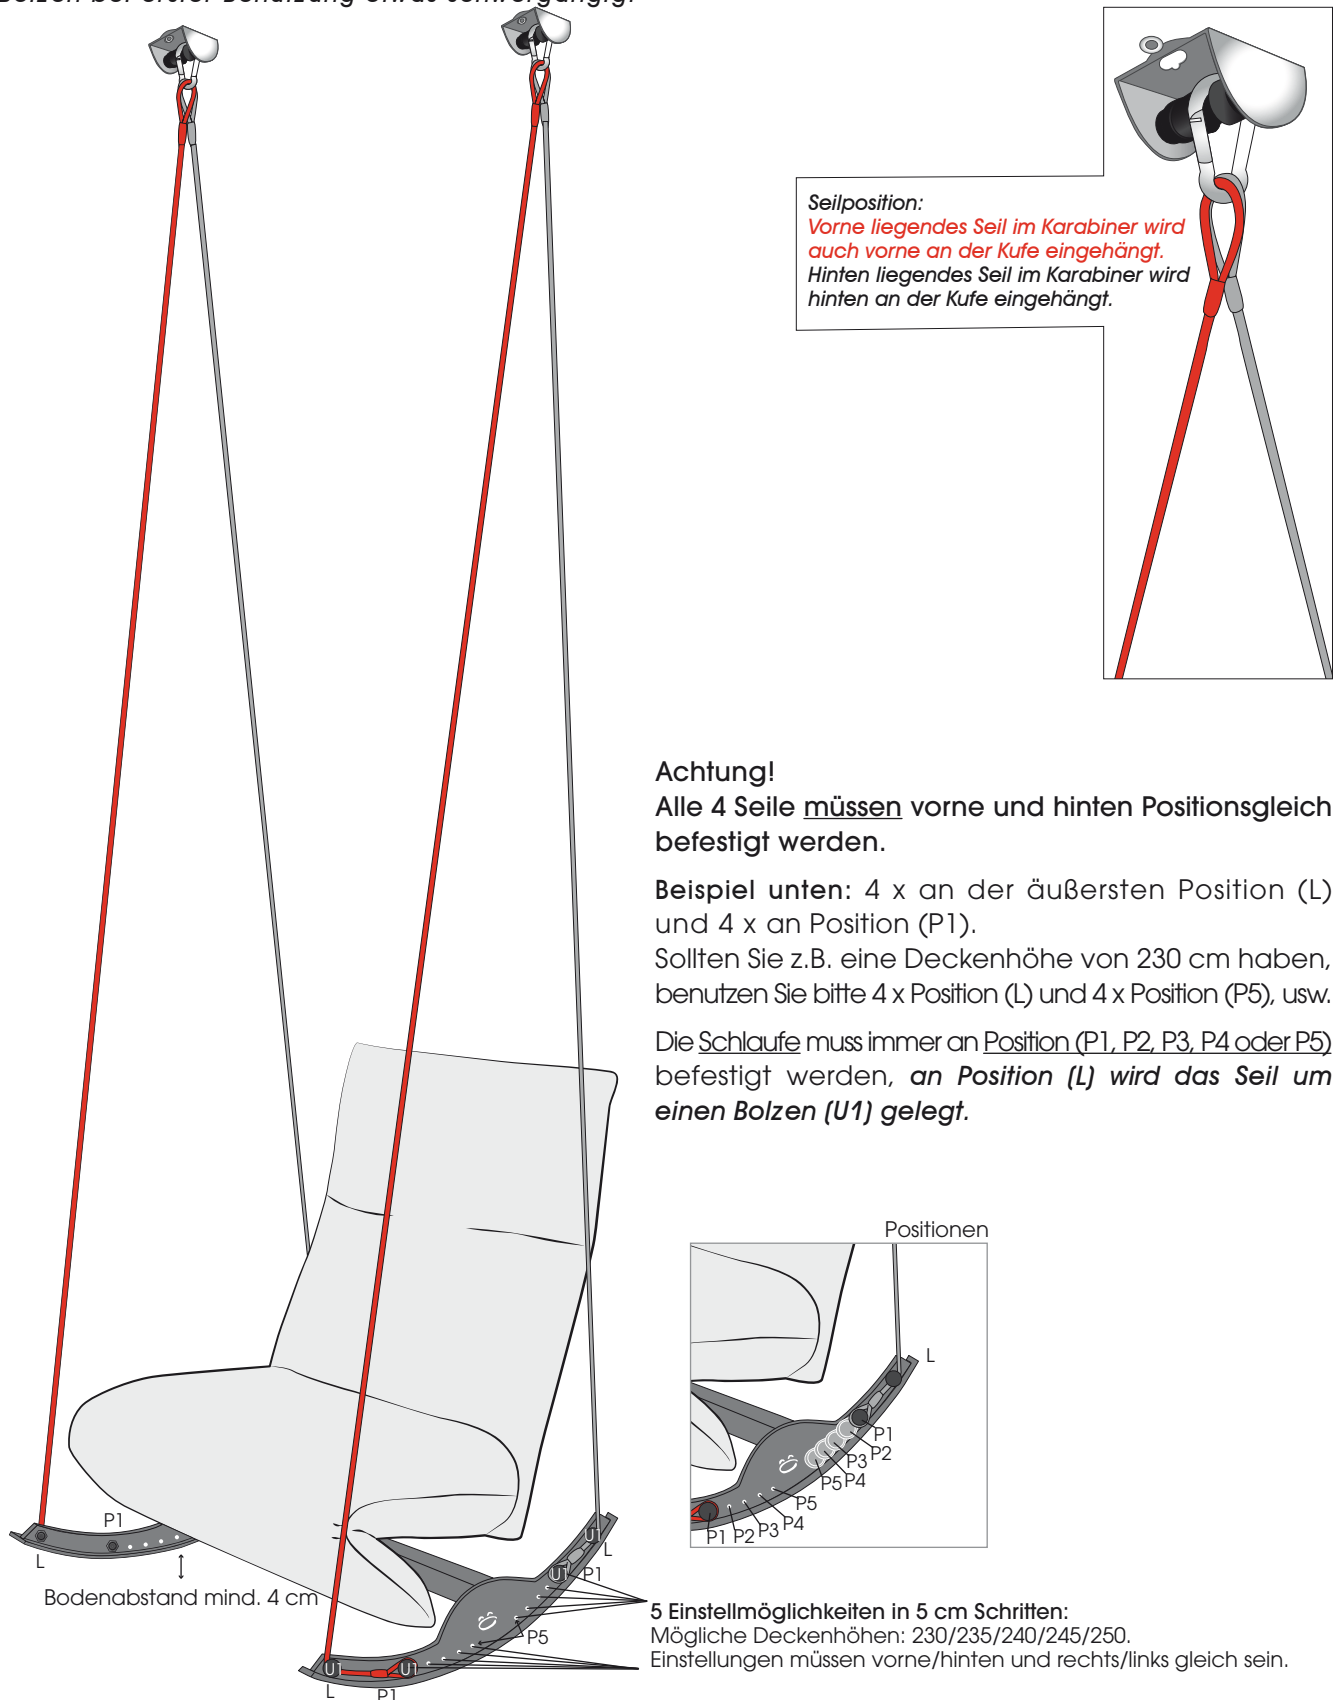 Seilposition:
Vorne liegendes Seil im Karabiner wird
auch vorne an der Kufe eingehängt.
Hinten liegendes Seil im Karabiner wird
hinten an der Kufe eingehängt.
Achtung!
Alle 4 Seile müssen vorne und hinten Positionsgleich
befestigt werden.
Beispiel unten: 4 x an der äußersten Position (L)
und 4 x an Position (P1).
Sollten Sie z.B. eine Deckenhöhe von 230 cm haben,
benutzen Sie bitte 4 x Position (L) und 4 x Position (P5), usw.
Die Schlaufe muss immer an Position (P1, P2, P3, P4 oder P5)
befestigt werden, an Position (L) wird das Seil um
einen Bolzen (U1) gelegt.
Positionen
L
P1
P2
P3
P4
P5
P5
P4
P3
P2
P1
P1
L
Bodenabstand mind. 4 cm
U1
L
U1
P1
P5
U1
U1
L
P1
5 Einstellmöglichkeiten in 5 cm Schritten:
Mögliche Deckenhöhen: 230/235/240/245/250.
Einstellungen müssen vorne/hinten und rechts/links gleich sein.